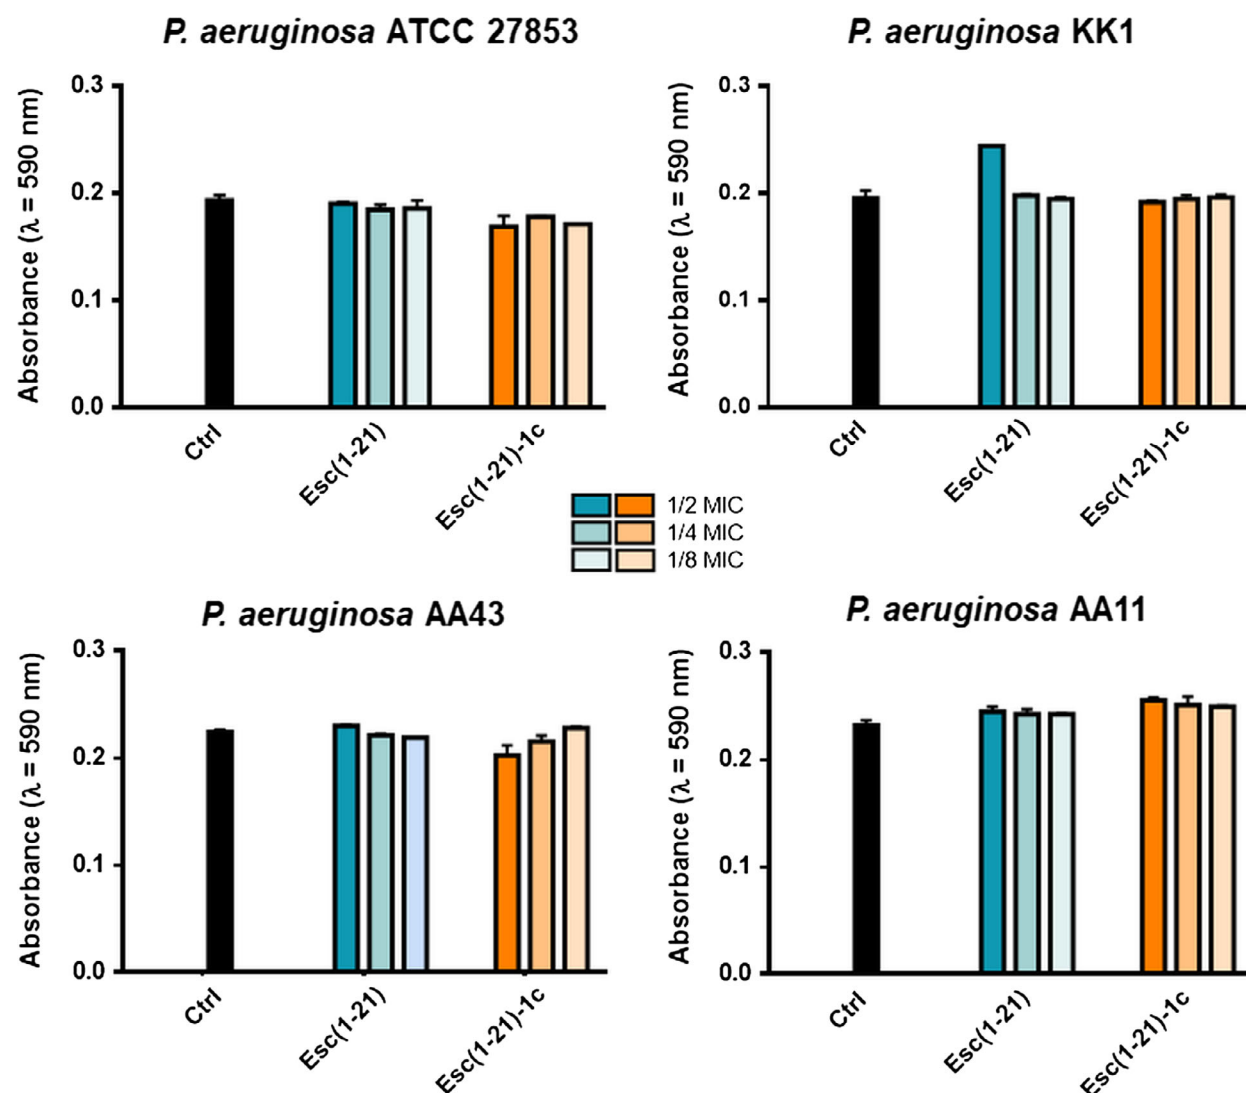 P. aeruginosa ATCC 27853
Absorbance (λ = 590 nm)
0.3
0.2
0.1
0.0
Ctrl
Esc(1-21)
Esc(1-21)-1c
P. aeruginosa KK1
Absorbance (λ = 590 nm)
0.3
0.2
0.1
0.0
Ctrl
Esc(1-21)
Esc(1-21)-1c
1/2 MIC
1/4 MIC
1/8 MIC
P. aeruginosa AA43
Absorbance (λ = 590 nm)
0.3
0.2
0.1
0.0
Ctrl
Esc(1-21)
Esc(1-21)-1c
P. aeruginosa AA11
Absorbance (λ = 590 nm)
0.3
0.2
0.1
0.0
Ctrl
Esc(1-21)
Esc(1-21)-1c